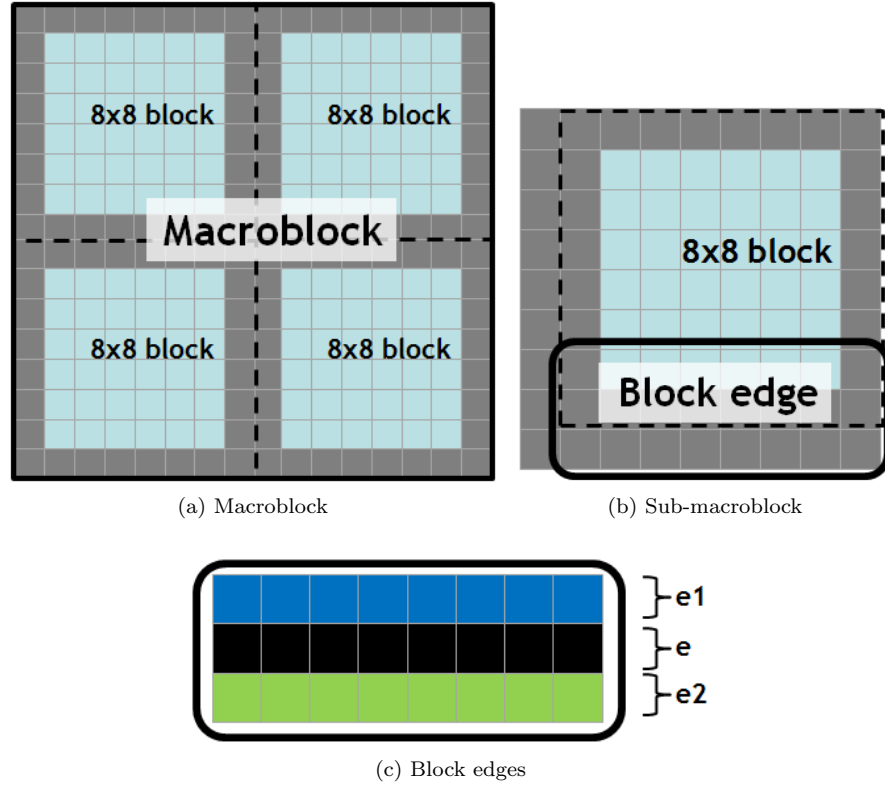 8x8 block
8x8 block
Macroblock
8x8 block
8x8 block
(a) Macroblock
8x8 block
Block edge
(b) Sub-macroblock
e1
e
e2
(c) Block edges